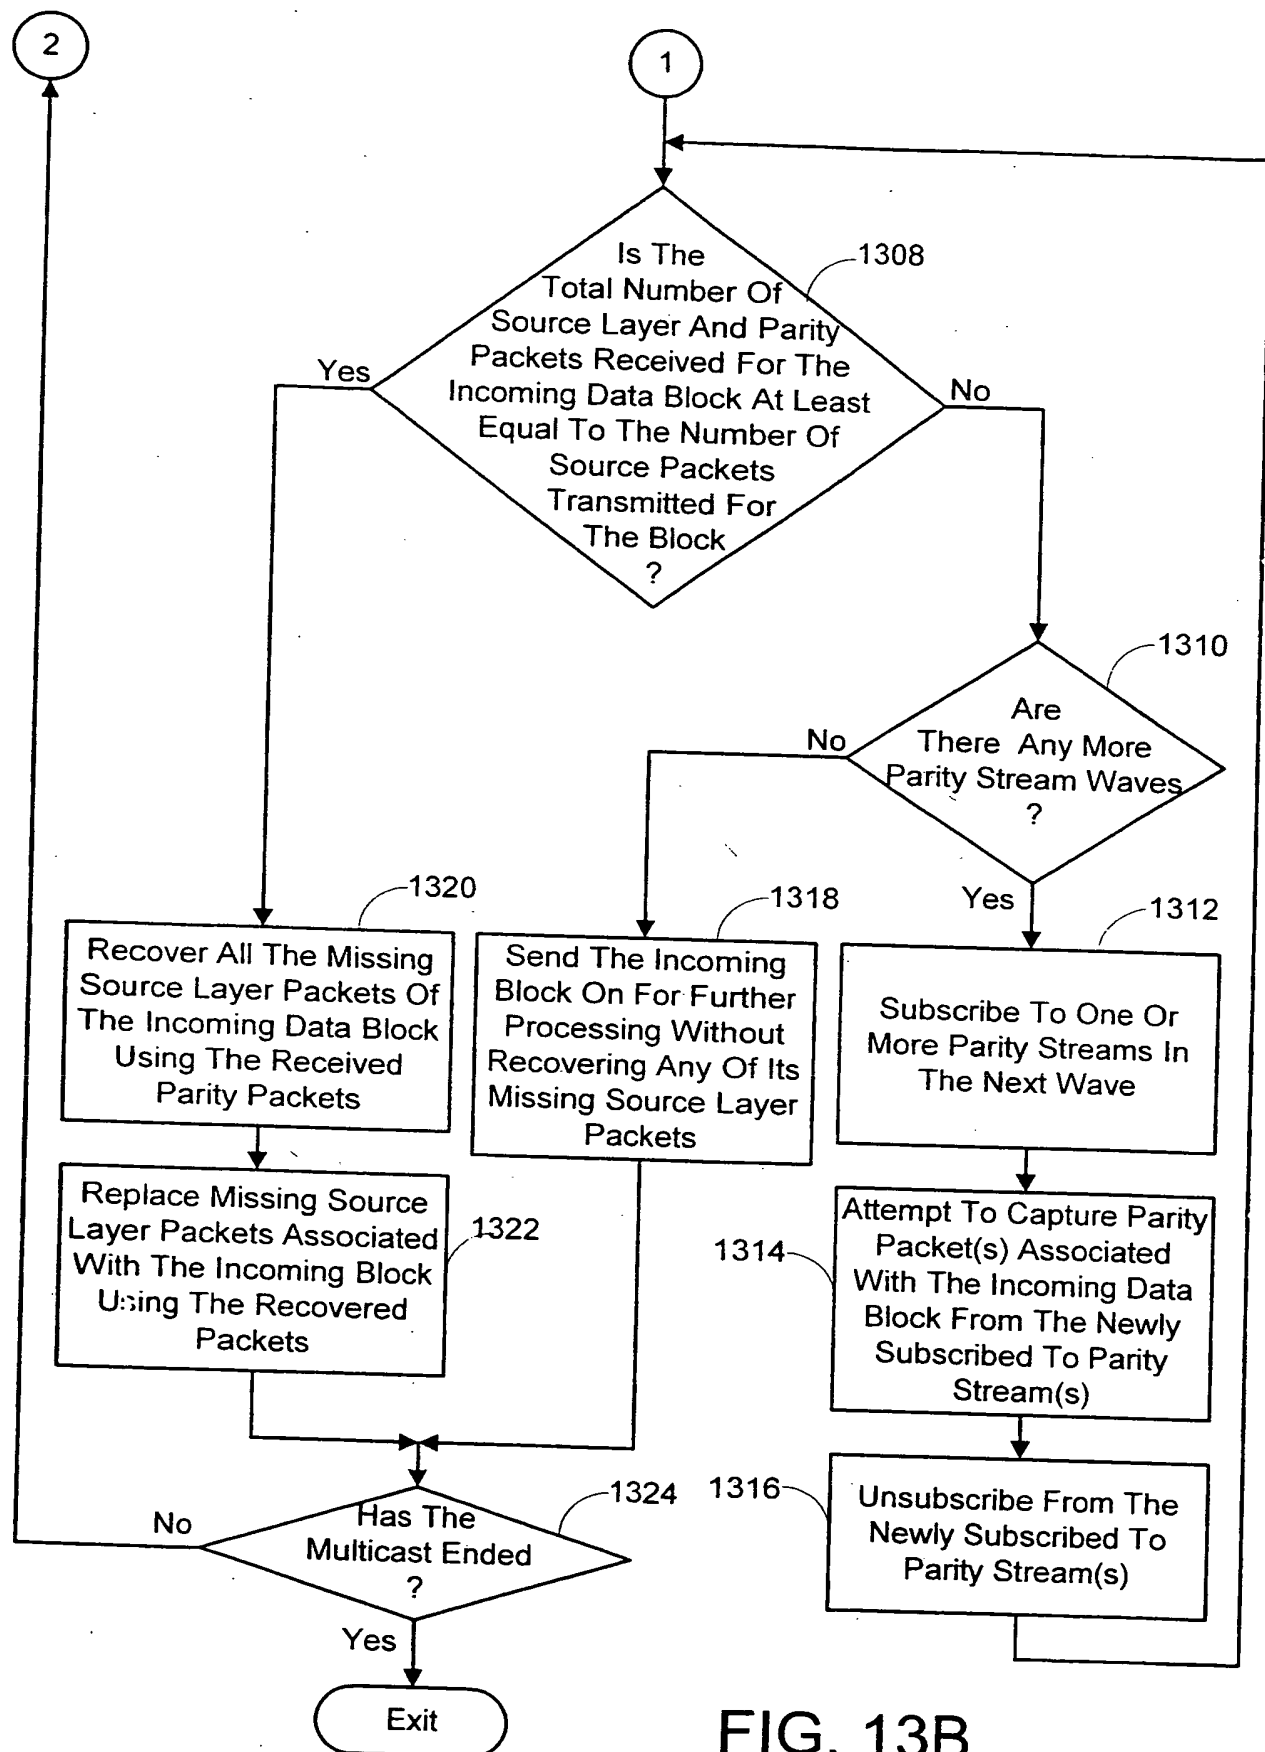 2
1
Is The
Total Number Of
Source Layer And Parity
Packets Received For The
Incoming Data Block At Least
Equal To The Number Of
Source Packets
Transmitted For
The Block
?
1308
Yes
No
1310
Are
There Any More
Parity Stream Waves
?
No
Yes
1320
Recover All The Missing
Source Layer Packets Of
The Incoming Data Block
Using The Received
Parity Packets
1318
Send The Incoming
Block On For Further
Processing Without
Recovering Any Of Its
Missing Source Layer
Packets
1312
Subscribe To One Or
More Parity Streams In
The Next Wave
Replace Missing Source
Layer Packets Associated
With The Incoming Block
Using The Recovered
Packets
1322
1314
Attempt To Capture Parity
Packet(s) Associated
With The Incoming Data
Block From The Newly
Subscribed To Parity
Stream(s)
1316
Unsubscribe From The
Newly Subscribed To
Parity Stream(s)
1324
Has The
Multicast Ended
?
No
Yes
Exit
FIG. 13B